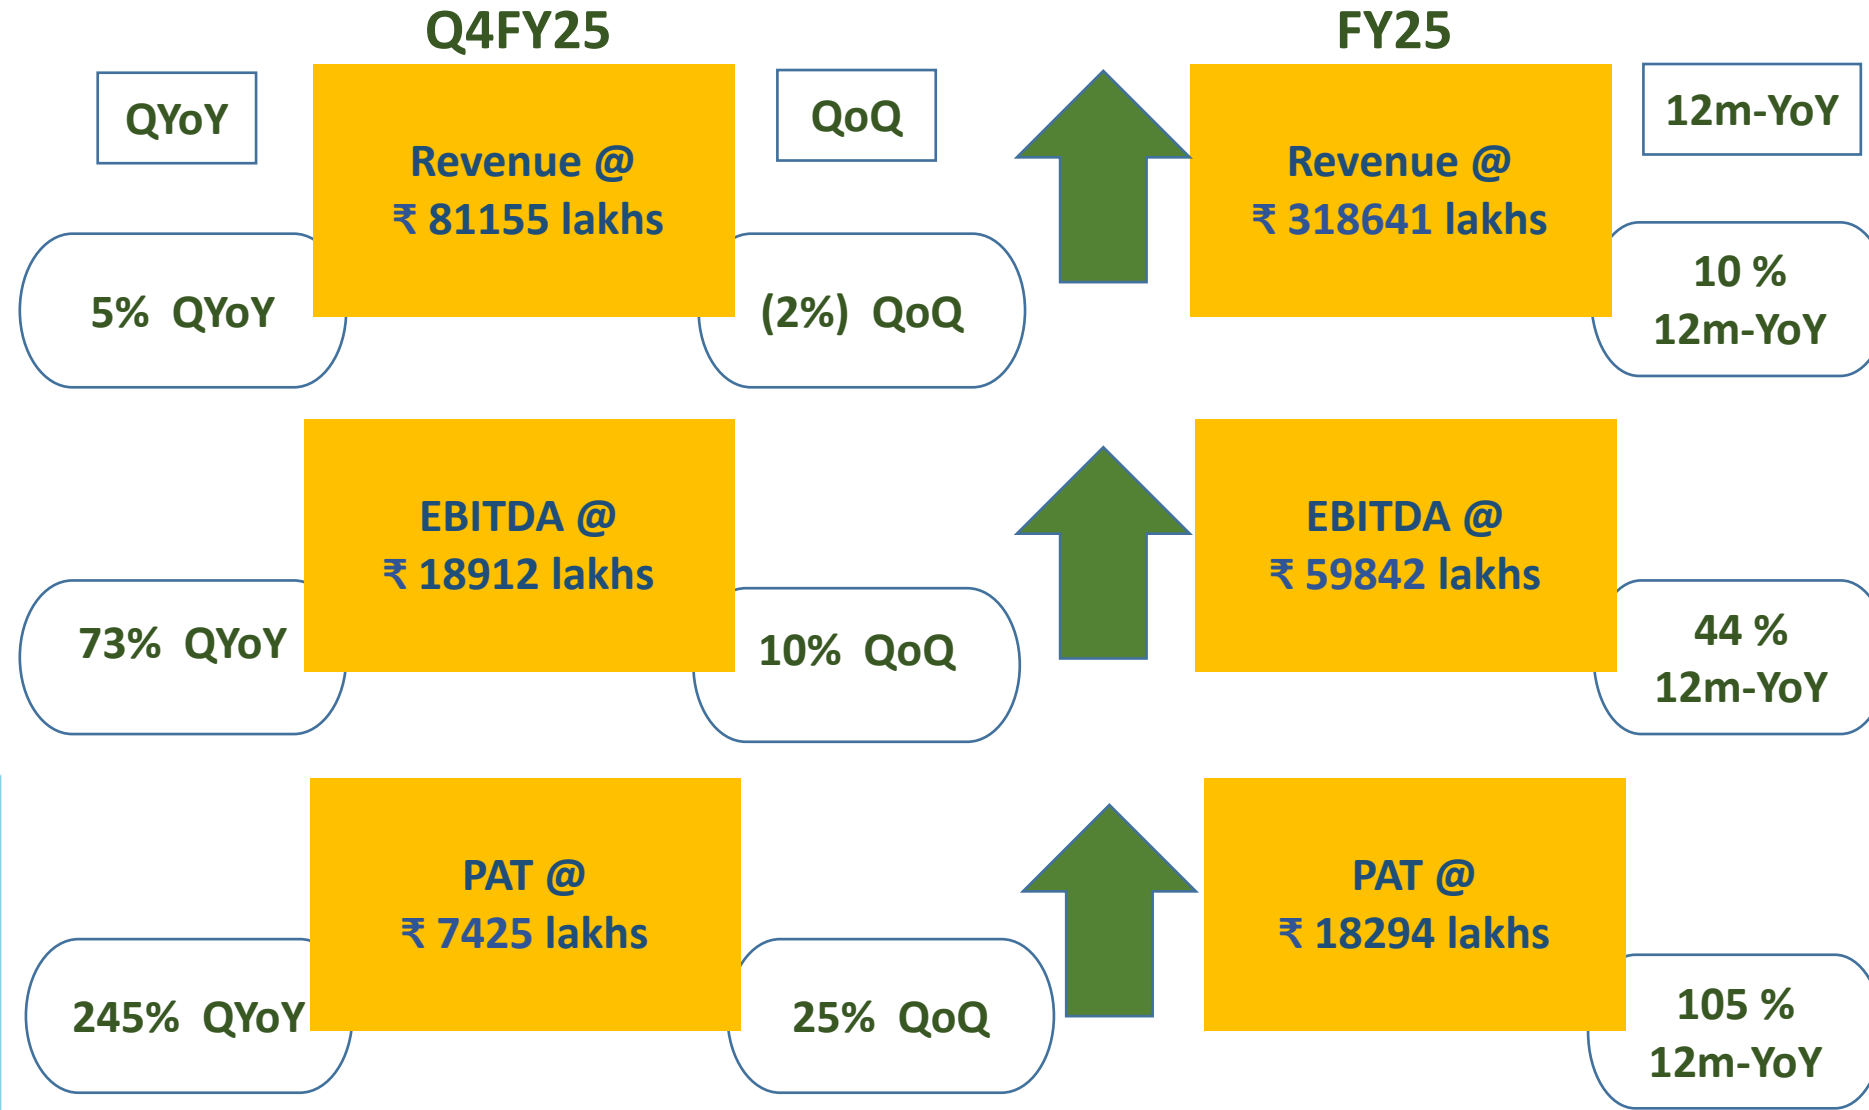 Q4FY25
FY25
QYoY
QoQ
12m-YoY
Revenue @
₹ 81155 lakhs
Revenue @
₹ 318641 lakhs
5% QYoY
(2%) QoQ
10 %
12m-YoY
EBITDA @
₹ 18912 lakhs
EBITDA @
₹ 59842 lakhs
73% QYoY
10% QoQ
44 %
12m-YoY
PAT @
₹ 7425 lakhs
PAT @
₹ 18294 lakhs
245% QYoY
25% QoQ
105 %
12m-YoY